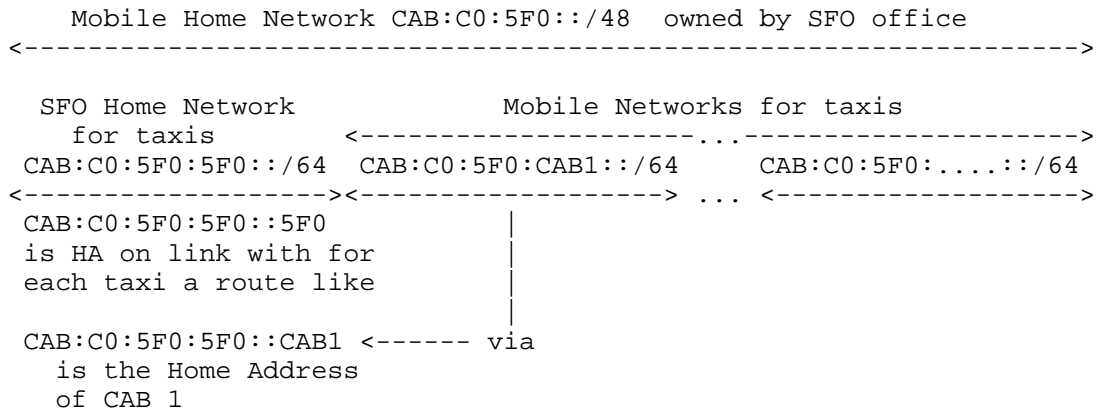 Mobile Home Network CAB:C0:5F0::/48 owned by SFO office
<--------------------------------------------------------------------->
SFO Home Network Mobile Networks for taxis
for taxis <----------------------...---------------------->
CAB:C0:5F0:5F0::/64 CAB:C0:5F0:CAB1::/64 CAB:C0:5F0:....::/64
<-------------------><--------------------> ... <-------------------->
CAB:C0:5F0:5F0::5F0 |
is HA on link with for |
each taxi a route like |
|
CAB:C0:5F0:5F0::CAB1 <------ via
is the Home Address
of CAB 1